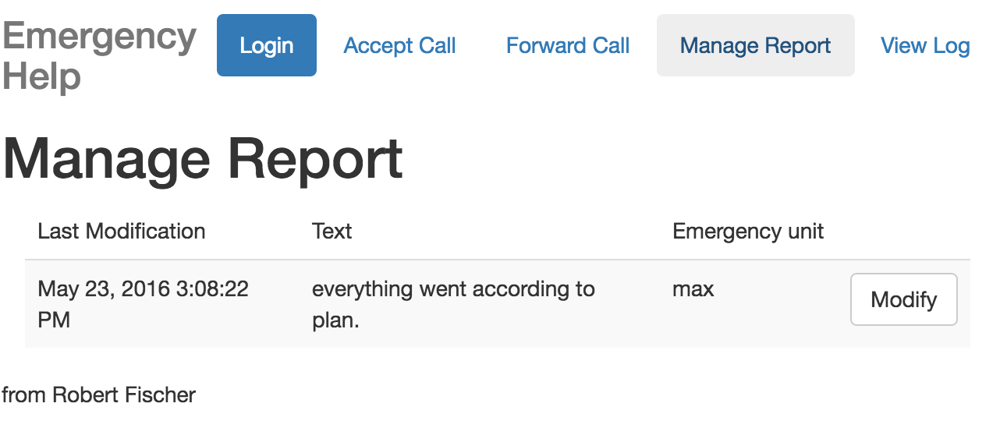 Emergency
Help
Login
Accept Call
Forward Call
Manage Report
View Log
Manage Report
Last Modification
Text
Emergency unit
May 23, 2016 3:08:22
PM
everything went according to
plan.
max
Modify
from Robert Fischer